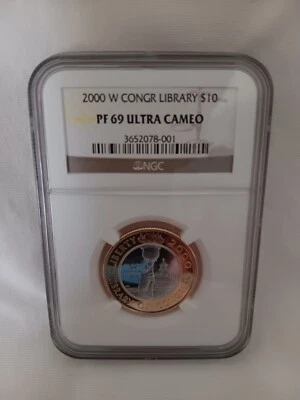 2000 W CONGR LIBRARY $10
PF 69 ULTRA CAMEO
3652078-001
NGC
LIBERTY 2000